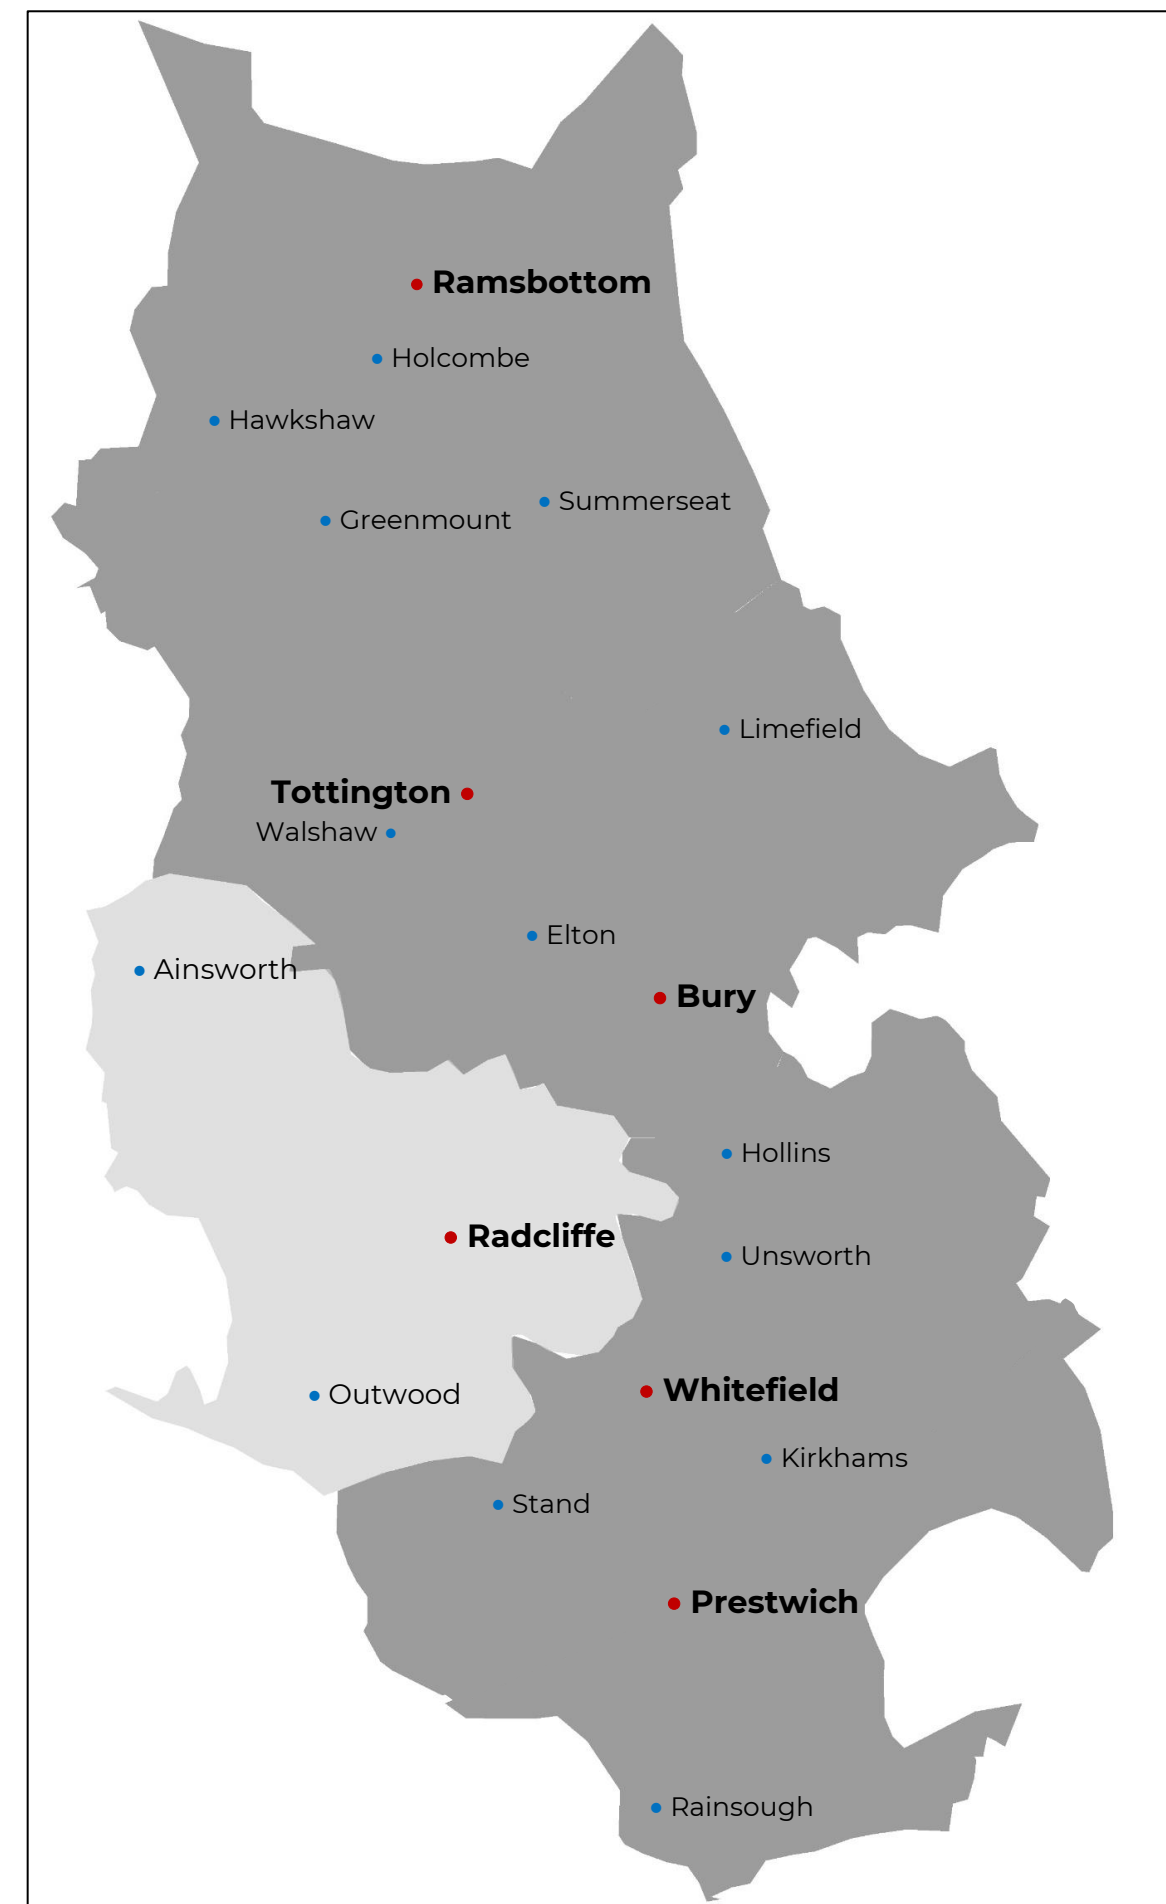 Ramsbottom
Holcombe
Hawkshaw
Summerseat
Greenmount
Limefield
Tottington
Walshaw
Elton
Ainsworth
Bury
Hollins
Radcliffe
Unsworth
Whitefield
Outwood
Kirkhams
Stand
Prestwich
Rainsough